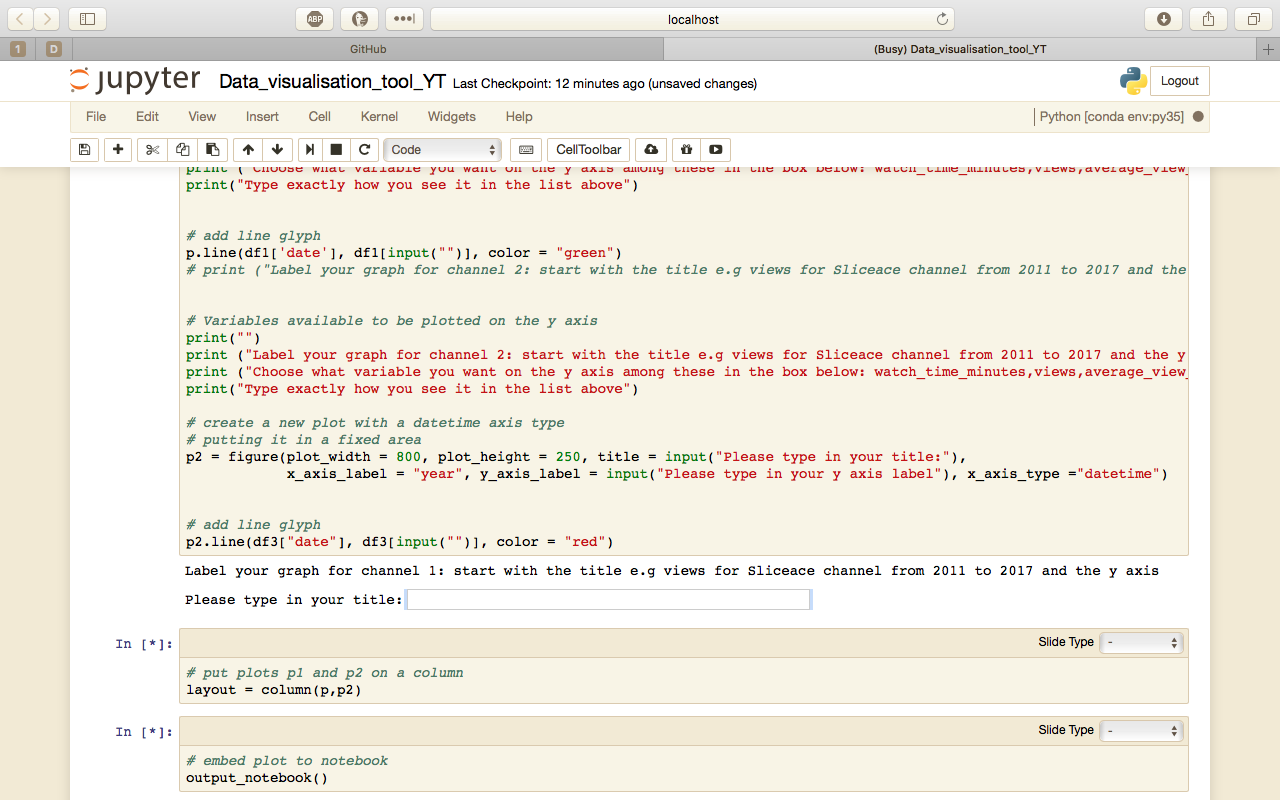 ABP
localhost
1
D
GitHub
(Busy) Data_visualisation_tool_YT
jupyter Data_visualisation_tool_YT Last Checkpoint: 12 minutes ago (unsaved changes)
Logout
File Edit View Insert Cell Kernel Widgets Help
Python [conda env:py35]
Code
CellToolbar
print ("Choose what variable you want on the y axis among these in the box below: watch_time_minutes,views,average_view_
print("Type exactly how you see it in the list above")
# add line glyph
p.line(df1['date'], df1[input("")], color = "green")
# print ("Label your graph for channel 2: start with the title e.g views for Sliceace channel from 2011 to 2017 and the
# Variables available to be plotted on the y axis
print("")
print ("Label your graph for channel 2: start with the title e.g views for Sliceace channel from 2011 to 2017 and the y
print ("Choose what variable you want on the y axis among these in the box below: watch_time_minutes,views,average_view_
print("Type exactly how you see it in the list above")
# create a new plot with a datetime axis type
# putting it in a fixed area
p2 = figure(plot_width = 800, plot_height = 250, title = input("Please type in your title:"),
x_axis_label = "year", y_axis_label = input("Please type in your y axis label"), x_axis_type ="datetime")
# add line glyph
p2.line(df3["date"], df3[input("")], color = "red")
Label your graph for channel 1: start with the title e.g views for Sliceace channel from 2011 to 2017 and the y axis
Please type in your title:
In [*]:
Slide Type -
# put plots p1 and p2 on a column
layout = column(p,p2)
In [*]:
Slide Type -
# embed plot to notebook
output_notebook()